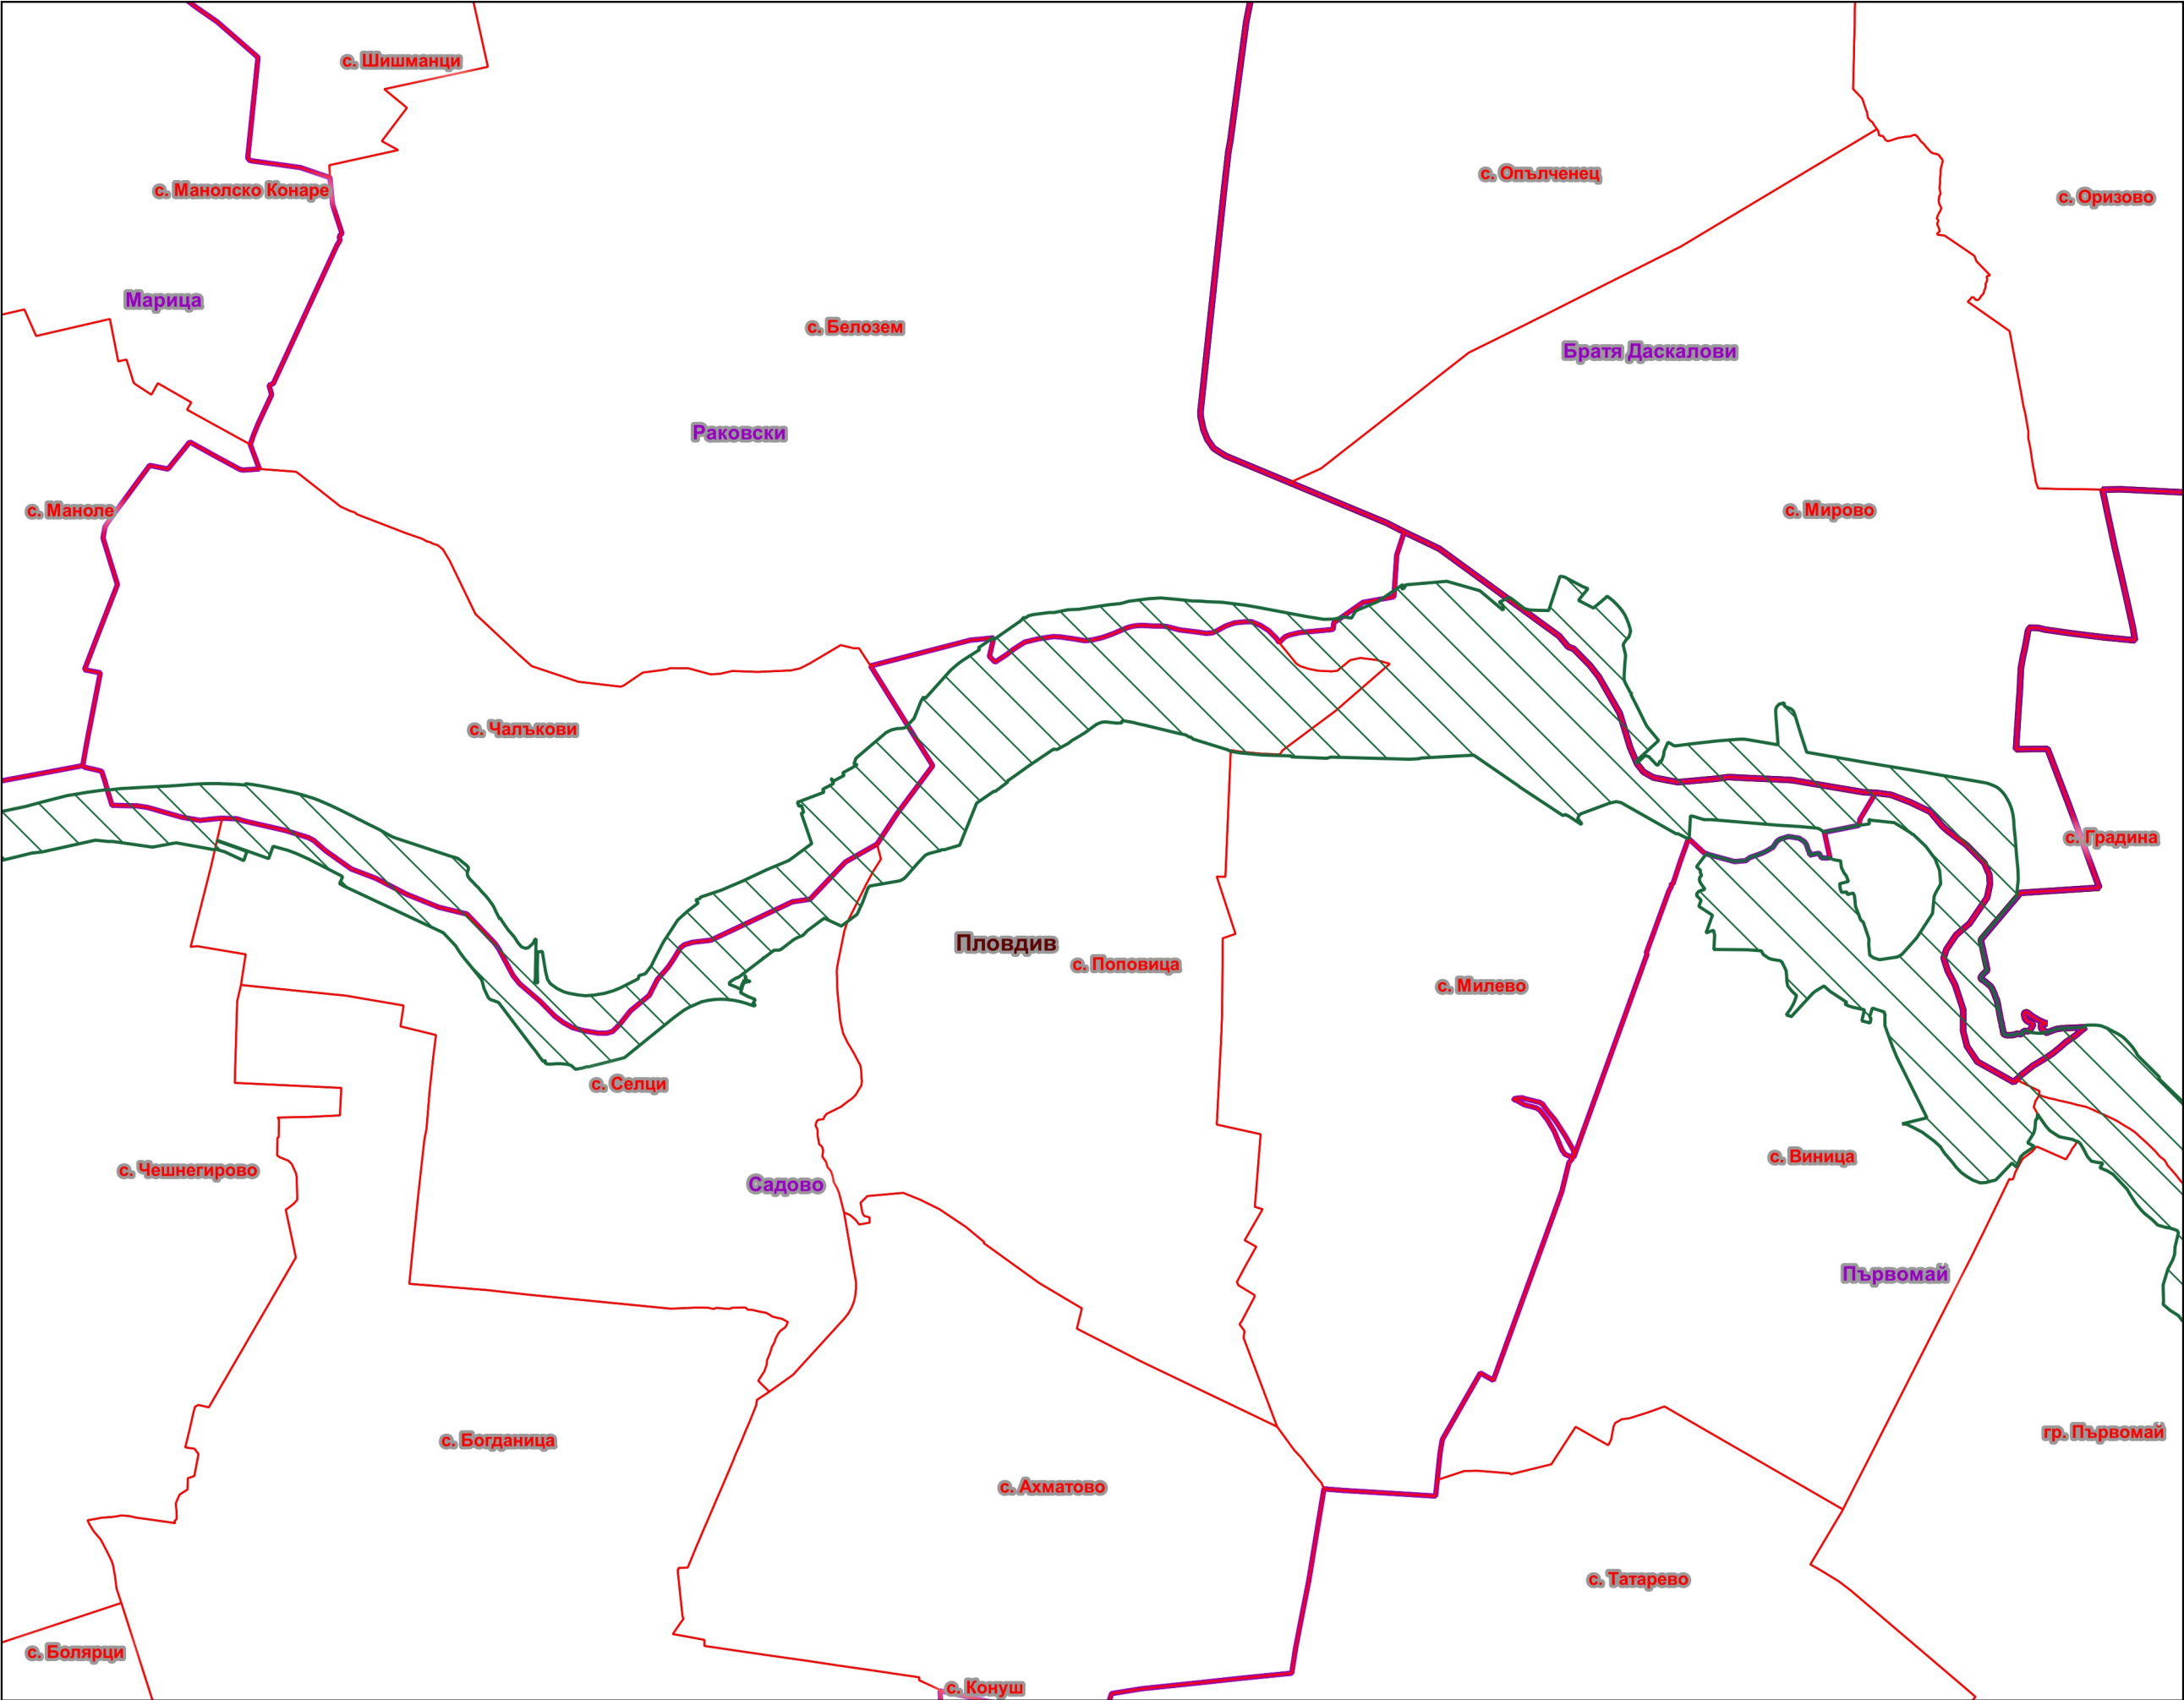 с. Шишманци
с. Опълченец
с. Манолско Конаре
с. Оризово
Марица
с. Белозем
Братя Даскалови
Раковски
с. Маноле
с. Мирово
с. Чалъкови
с. Градина
Пловдив
с. Поповица
с. Милево
с. Селци
с. Виница
с. Чешнегирово
Садово
Първомай
гр. Първомай
с. Богданица
с. Ахматово
с. Татарево
с. Болярци
с. Конуш